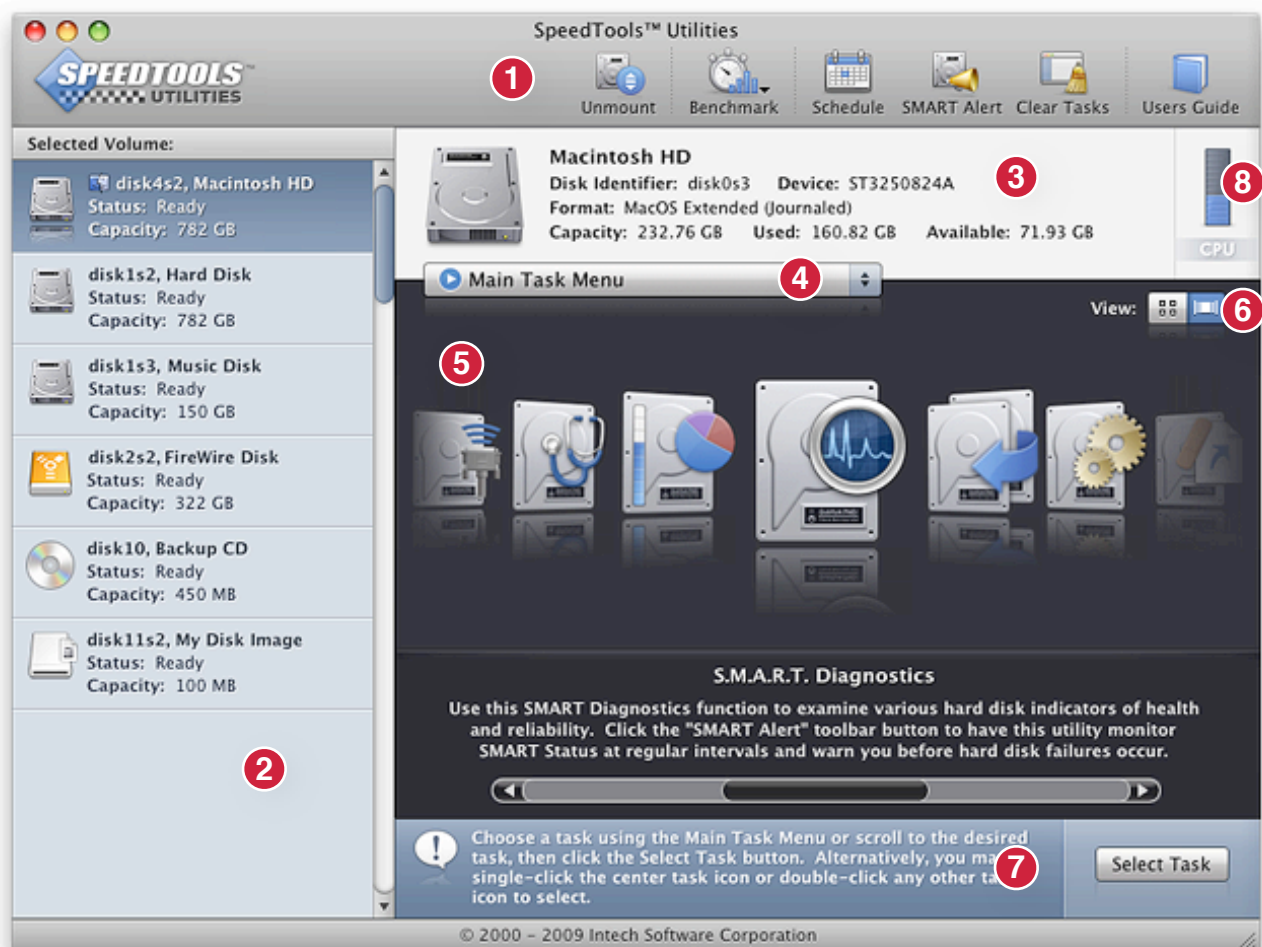 SpeedTools™ Utilities
SPEEDTOOLS™
UTILITIES
1
Unmount
Benchmark
Schedule
SMART Alert
Clear Tasks
Users Guide
Selected Volume:
disk4s2, Macintosh HD
Status: Ready
Capacity: 782 GB
disk1s2, Hard Disk
Status: Ready
Capacity: 782 GB
disk1s3, Music Disk
Status: Ready
Capacity: 150 GB
disk2s2, FireWire Disk
Status: Ready
Capacity: 322 GB
disk10, Backup CD
Status: Ready
Capacity: 450 MB
disk11s2, My Disk Image
Status: Ready
Capacity: 100 MB
2
Macintosh HD
Disk Identifier: disk0s3 Device: ST3250824A
Format: MacOS Extended (Journaled)
Capacity: 232.76 GB Used: 160.82 GB Available: 71.93 GB
3
8
CPU
Main Task Menu
4
View:
6
5
S.M.A.R.T. Diagnostics
Use this SMART Diagnostics function to examine various hard disk indicators of health
and reliability. Click the "SMART Alert" toolbar button to have this utility monitor
SMART Status at regular intervals and warn you before hard disk failures occur.
Choose a task using the Main Task Menu or scroll to the desired
task, then click the Select Task button. Alternatively, you ma
single-click the center task icon or double-click any other ta
icon to select.
7
Select Task
© 2000 – 2009 Intech Software Corporation